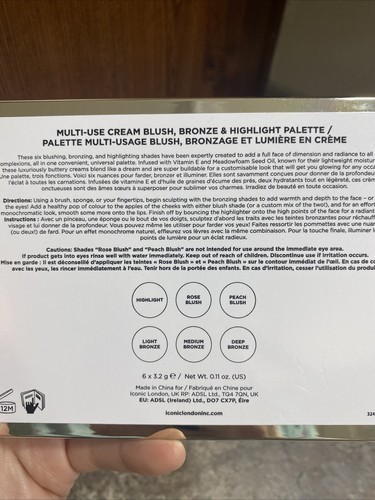 MULTI-USE CREAM BLUSH, BRONZE & HIGHLIGHT PALETTE /
PALETTE MULTI-USAGE BLUSH, BRONZAGE ET LUMIÈRE EN CRÈME
These six blushing, bronzing, and highlighting shades have been expertly created to add a full face of dimension and radiance to all
complexions, all in one convenient, universal palette. Infused with Vitamin E and Meadowfoam Seed Oil, known for their lightweight moisture
these luxuriously buttery creams blend like a dream and are super buildable for a customisable look that will get you glowing for any occa
Une palette, trois fonctions. Voici six nuances pour farder, bronzer et illuminer. Elles sont savamment conçues pour donner de la profondeur
l'éclat à toutes les carnations. Infusées de vitamine E et d'huile de graines d'écume des prés, deux hydratants tout en légèreté, ces crèm
onctueuses sont des âmes sœurs à superposer pour sublimer vos charmes. Irradiez de beauté en toute occasion.
Directions: Using a brush, sponge, or your fingertips, begin sculpting with the bronzing shades to add warmth and depth to the face – or
the eyes! Add a healthy pop of colour to the apples of the cheeks with either blush shade (or a custom mix of the two), and for an effort
monochromatic look, smooth some more onto the lips. Finish off by bouncing the highlighter onto the high points of the face for a radiant
Instructions : Avec un pinceau, une éponge ou le bout de vos doigts, sculptez d'abord votre visage avec les teintes bronzantes pour réchauff
visage et lui donner de la profondeur. Vous pouvez même les utiliser pour farder vos yeux! Faites ressortir les pommettes avec une nuan
(ou deux!) de fard. Pour un effet monochrome naturel, effleurez vos lèvres avec la même combinaison. Pour la touche finale, illuminer l
points de lumière pour un éclat radieux.
Cautions: Shades "Rose Blush" and "Peach Blush" are not intended for use around the immediate eye area.
If product gets into eyes rinse well with water immediately. Keep out of reach of children. Discontinue use if irritation occurs.
Mise en garde : Il est déconseillé d'appliquer les teintes « Rose Blush » et « Peach Blush » sur le contour immédiat de l'œil. En cas de co
avec les yeux, les rincer immédiatement à l'eau. Tenir hors de la portée des enfants. En cas d'irritation, cesser l'utilisation du produi
HIGHLIGHT
ROSE
BLUSH
PEACH
BLUSH
LIGHT
BRONZE
MEDIUM
BRONZE
DEEP
BRONZE
6 x 3.2 g ℮ / Net Wt. 0.11 oz. (US)
Made in China for / Fabriqué en Chine pour
Iconic London, UK RP: ADSL Ltd., TQ4 7QN, UK
EU: ADSL (Ireland) Ltd., DO7 CX7P, Éire
iconiclondoninc.com
12M
324